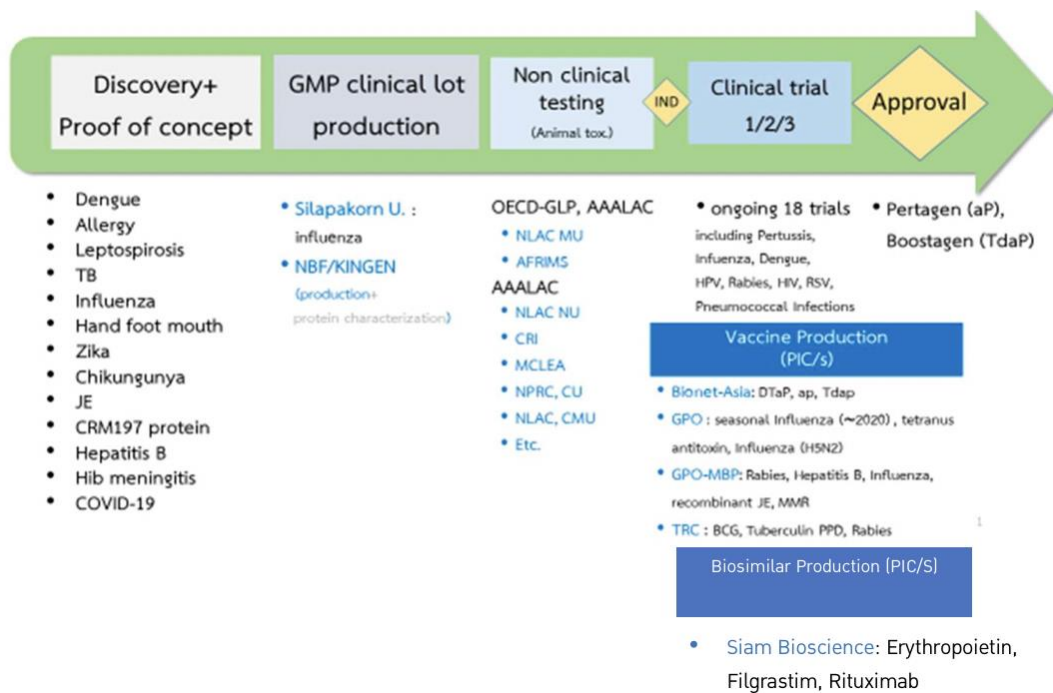 Discovery+
Proof of concept
GMP clinical lot
production
Non clinical
testing
(Animal tox.)
IND
Clinical trial
1/2/3
Approval
• Dengue
• Allergy
• Leptospirosis
• TB
• Influenza
• Hand foot mouth
• Zika
• Chikungunya
• JE
• CRM197 protein
• Hepatitis B
• Hib meningitis
• COVID-19
• Silapakorn U. :
influenza
• NBF/KINGEN
(production+
protein characterization)
OECD-GLP, AAALAC
• NLAC MU
• AFRIMS
AAALAC
• NLAC NU
• CRI
• MCLEA
• NPRC, CU
• NLAC, CMU
• Etc.
• ongoing 18 trials
including Pertussis,
Infuenza, Dengue,
HPV, Rabies, HIV, RSV,
Pneumococcal Infections
• Pertagen (aP),
Boostagen (TdaP)
Vaccine Production
(PIC/s)
• Bionet-Asia: DTaP, ap, Tdap
• GPO : seasonal Influenza (~2020) , tetranus
antitoxin, Influenza (H5N2)
• GPO-MBP: Rabies, Hepatitis B, Influenza,
recombinant JE, MMR
• TRC : BCG, Tuberculin PPD, Rabies
1
Biosimilar Production (PIC/S)
• Siam Bioscience: Erythropoietin,
Filgrastim, Rituximab